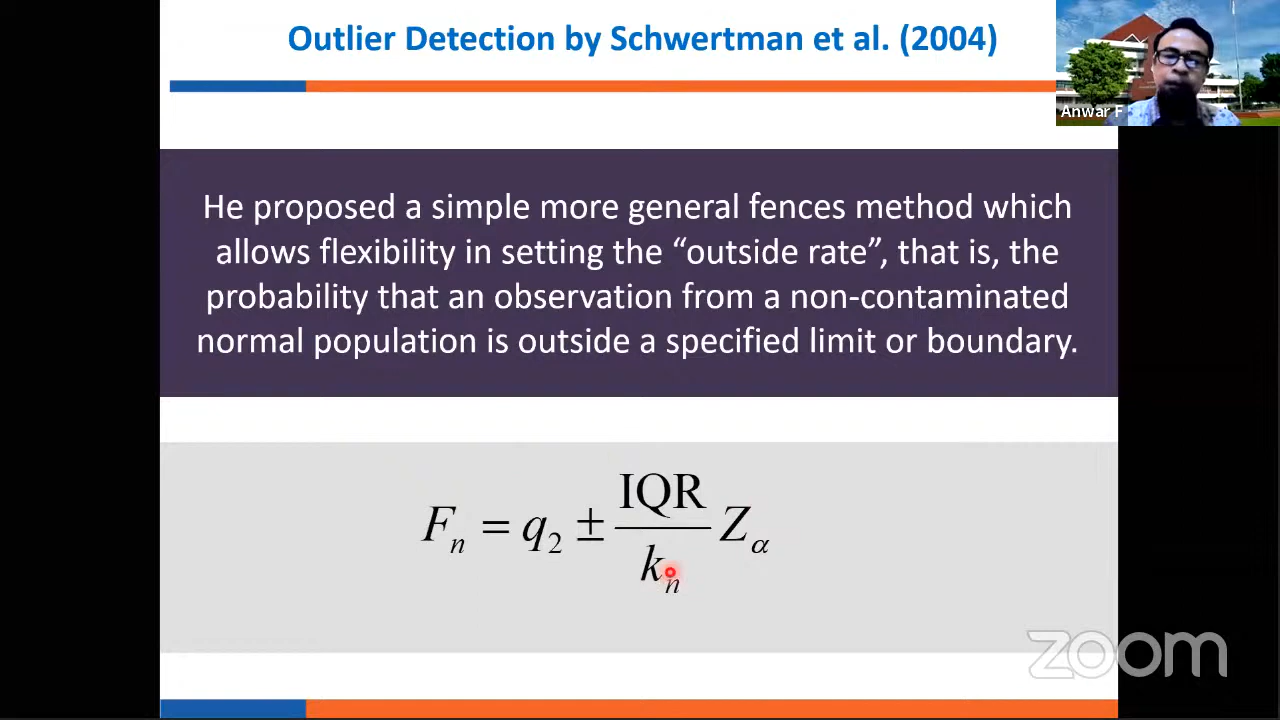 Outlier Detection by Schwertman et al. (2004)
Anwar F
He proposed a simple more general fences method which
allows flexibility in setting the “outside rate”, that is, the
probability that an observation from a non-contaminated
normal population is outside a specified limit or boundary.
Fₙ = q₂ ± IQR/kₙ Z_α
zoom